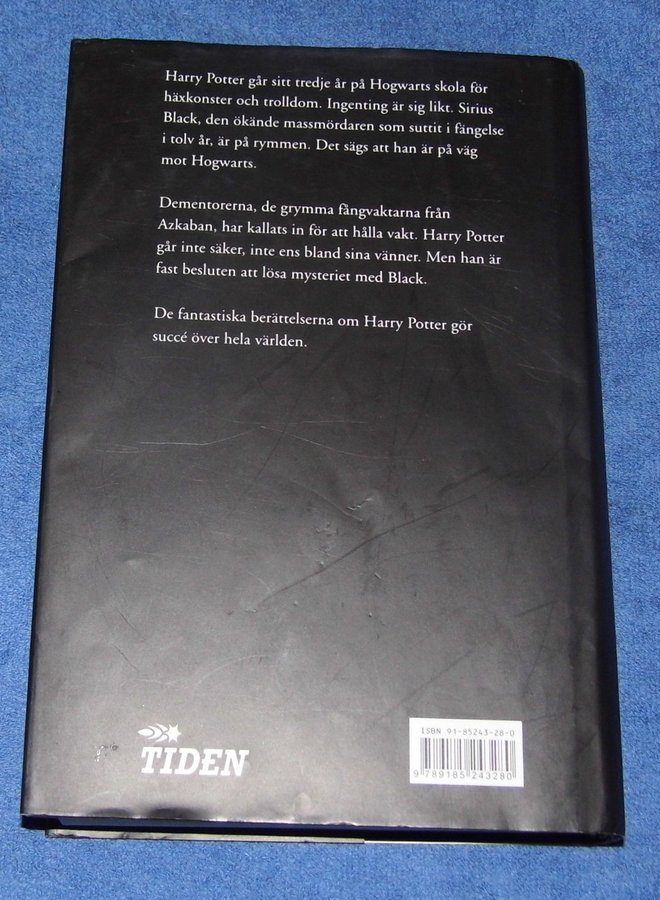 Harry Potter går sitt tredje år på Hogwarts skola för
häxkonster och trolldom. Ingenting är sig likt. Sirius
Black, den ökände massmördaren som suttit i fängelse
i tolv år, är på rymmen. Det sägs att han är på väg
mot Hogwarts.
Dementorerna, de grymma fångvaktarna från
Azkaban, har kallats in för att hålla vakt. Harry Potter
går inte säker, inte ens bland sina vänner. Men han är
fast besluten att lösa mysteriet med Black.
De fantastiska berättelserna om Harry Potter gör
succé över hela världen.
TIDEN
ISBN 91-85243-28-0
9 789185 243280